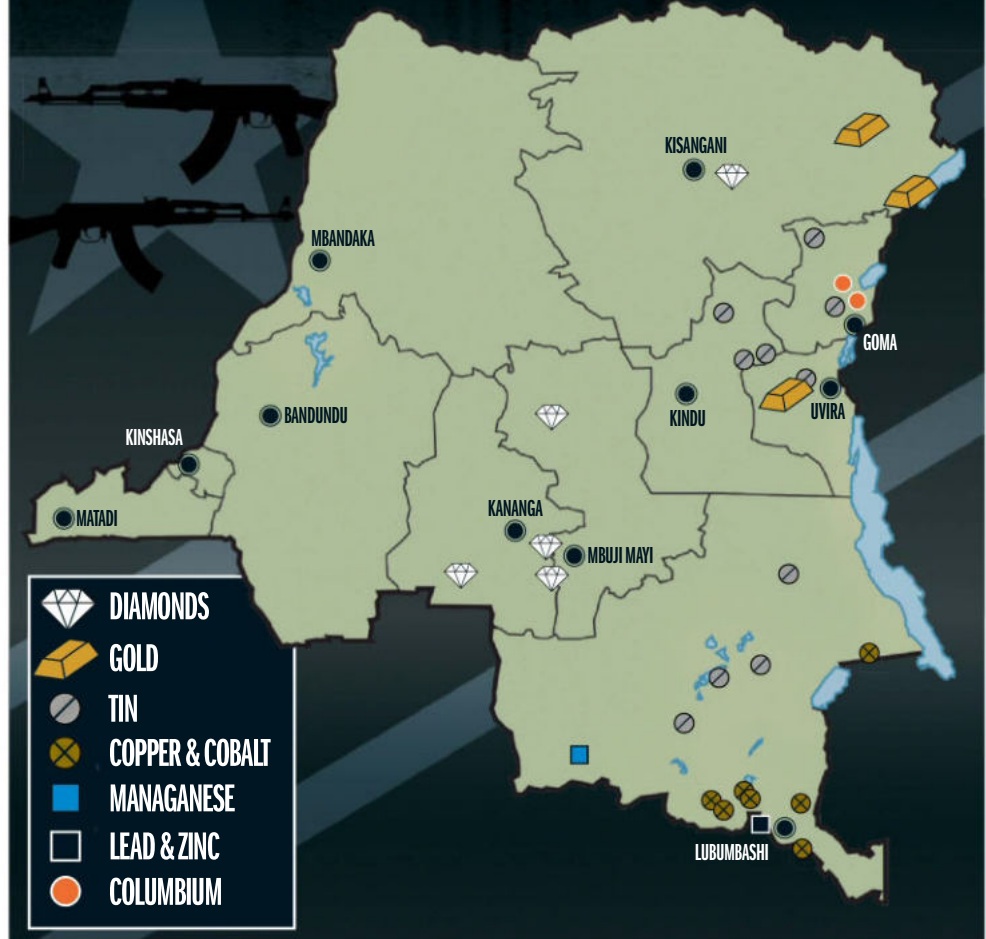 KISANGANI
MBANDAKA
GOMA
BANDUNDU
KINDU
UVIRA
KINSHASA
KANANGA
MATADI
MBUJI MAYI
DIAMONDS
GOLD
TIN
COPPER & COBALT
MANAGANESE
LEAD & ZINC
COLUMBIUM
LUBUMBASHI